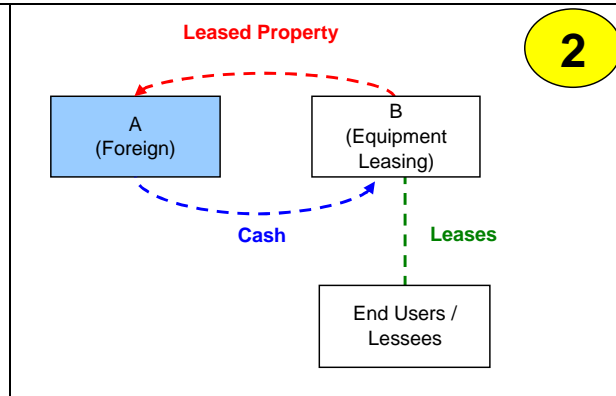 Leased Property
2
A
(Foreign)
B
(Equipment
Leasing)
Cash
Leases
End Users /
Lessees